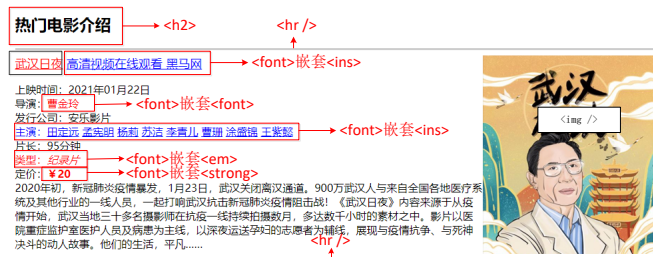 热门电影介绍 <h2> <hr />
武汉日夜 高清视频在线观看 黑马网 <font>嵌套<ins>
上映时间：2021年01月22日
导演：曹金玲 <font>嵌套<font>
发行公司：安乐影片
主演：田定远 孟宪明 杨莉 苏洁 李青儿 曹珊 涂盛锦 王紫懿 <font>嵌套<ins>
片长：95分钟
类型：纪录片 <font>嵌套<em>
定价：￥20 <font>嵌套<strong>
2020年初，新冠肺炎疫情暴发，1月23日，武汉关闭离汉通道。900万武汉人与来自全国各地医疗系
统及其他行业的一线人员，一起打响武汉抗击新冠肺炎疫情阻击战！《武汉日夜》内容来源于从疫
情开始，武汉当地三十多名摄影师在抗疫一线持续拍摄数月，多达数千小时的素材之中。影片以医
院重症监护室医护人员及病患为主线，以深夜运送孕妇的志愿者为辅线，展现与疫情抗争、与死神
决斗的动人故事。他们的生活，平凡......
<hr />
武汉
<img />